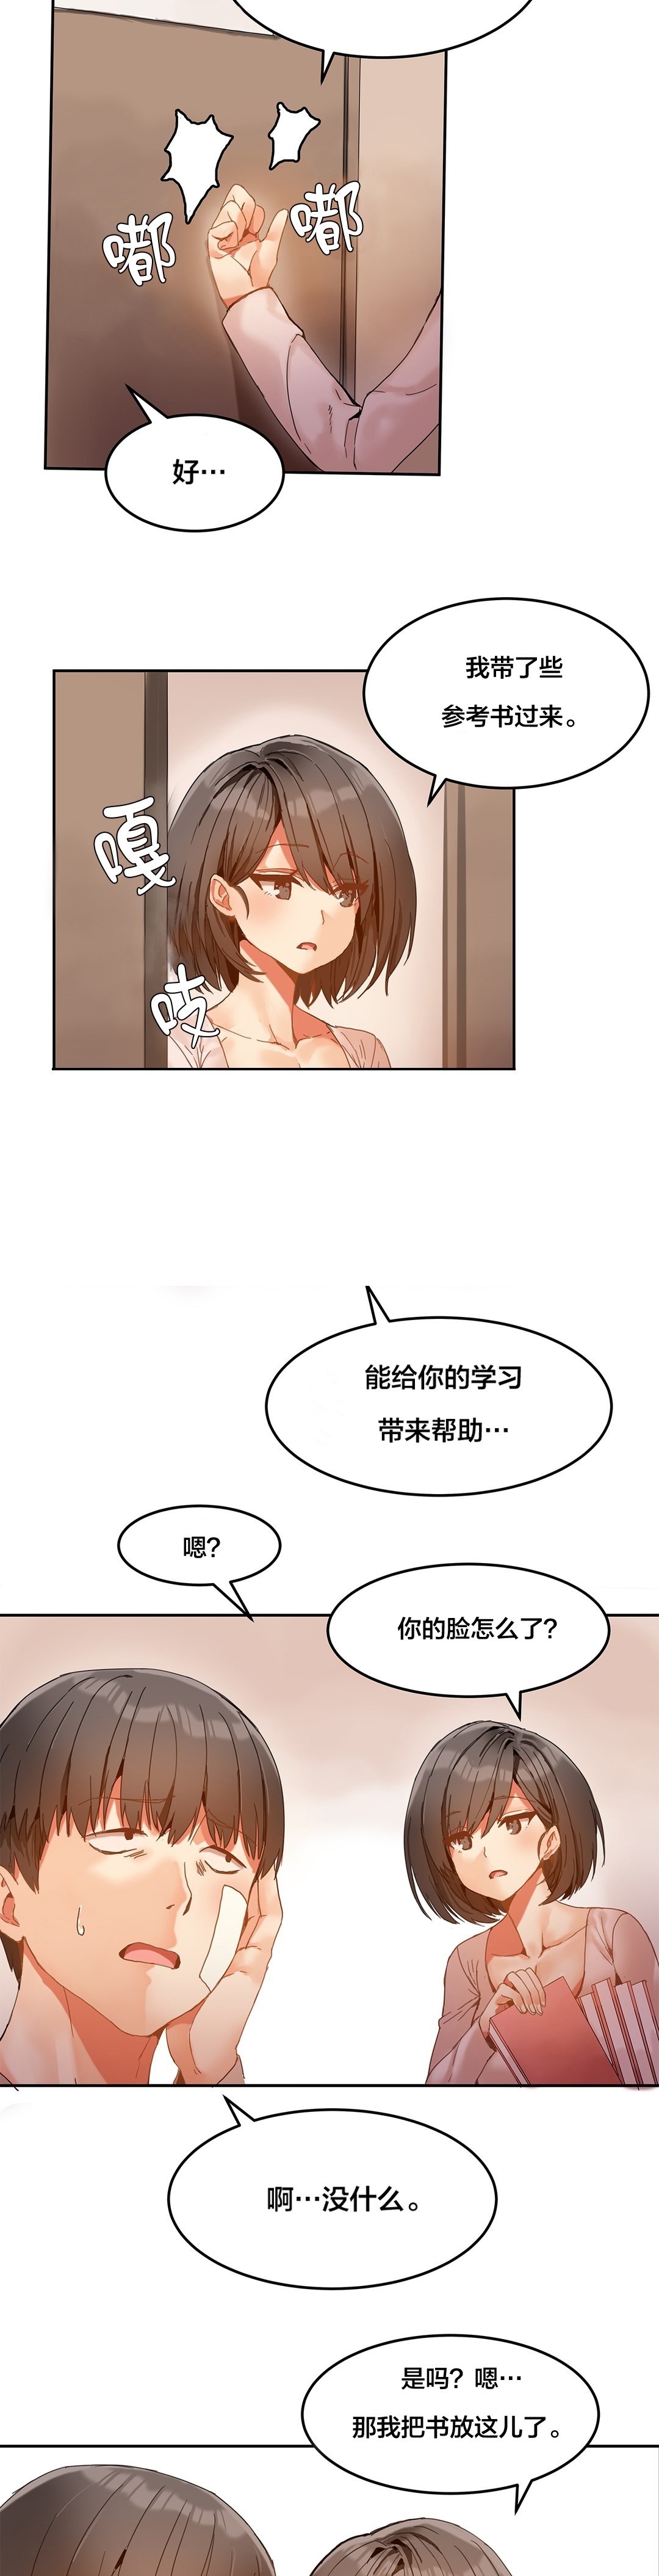 嘟
嘟
好…
我带了些
参考书过来。
嘎
吱
能给你的学习
带来帮助…
嗯?
你的脸怎么了?
啊…没什么。
是吗? 嗯…
那我把书放这儿了。